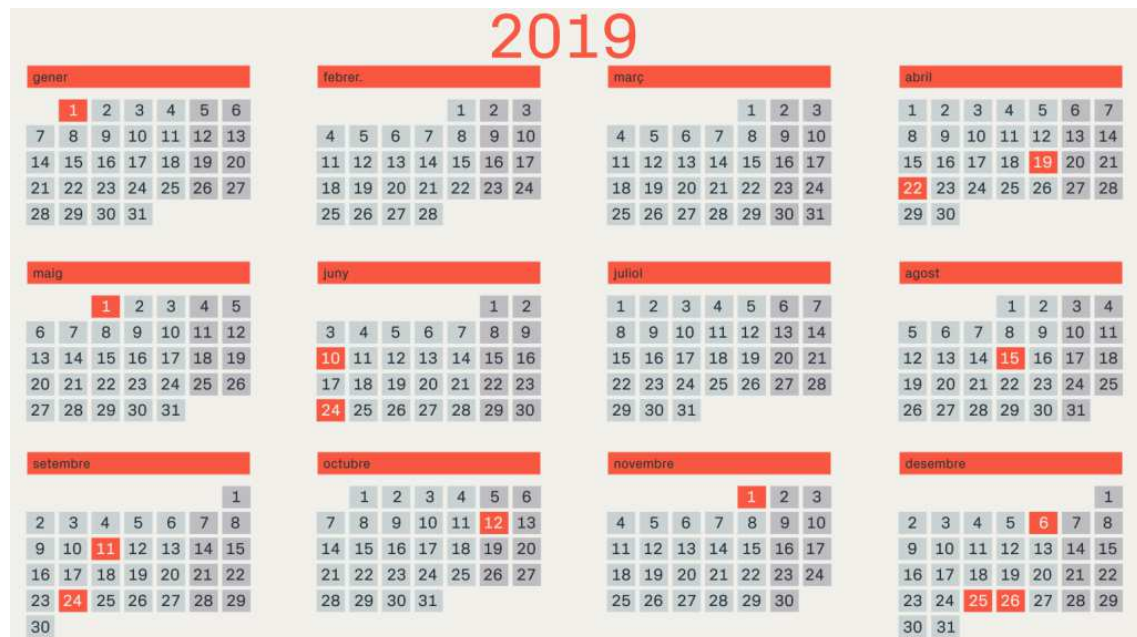 2019
gener
1 2 3 4 5 6
7 8 9 10 11 12 13
14 15 16 17 18 19 20
21 22 23 24 25 26 27
28 29 30 31
febrer.
1 2 3
4 5 6 7 8 9 10
11 12 13 14 15 16 17
18 19 20 21 22 23 24
25 26 27 28
març
1 2 3
4 5 6 7 8 9 10
11 12 13 14 15 16 17
18 19 20 21 22 23 24
25 26 27 28 29 30 31
abril
1 2 3 4 5 6 7
8 9 10 11 12 13 14
15 16 17 18 19 20 21
22 23 24 25 26 27 28
29 30
maig
1 2 3 4 5
6 7 8 9 10 11 12
13 14 15 16 17 18 19
20 21 22 23 24 25 26
27 28 29 30 31
juny
1 2
3 4 5 6 7 8 9
10 11 12 13 14 15 16
17 18 19 20 21 22 23
24 25 26 27 28 29 30
juliol
1 2 3 4 5 6 7
8 9 10 11 12 13 14
15 16 17 18 19 20 21
22 23 24 25 26 27 28
29 30 31
agost
1 2 3 4
5 6 7 8 9 10 11
12 13 14 15 16 17 18
19 20 21 22 23 24 25
26 27 28 29 30 31
setembre
1
2 3 4 5 6 7 8
9 10 11 12 13 14 15
16 17 18 19 20 21 22
23 24 25 26 27 28 29
30
octubre
1 2 3 4 5 6
7 8 9 10 11 12 13
14 15 16 17 18 19 20
21 22 23 24 25 26 27
28 29 30 31
novembre
1 2 3
4 5 6 7 8 9 10
11 12 13 14 15 16 17
18 19 20 21 22 23 24
25 26 27 28 29 30
desembre
1
2 3 4 5 6 7 8
9 10 11 12 13 14 15
16 17 18 19 20 21 22
23 24 25 26 27 28 29
30 31